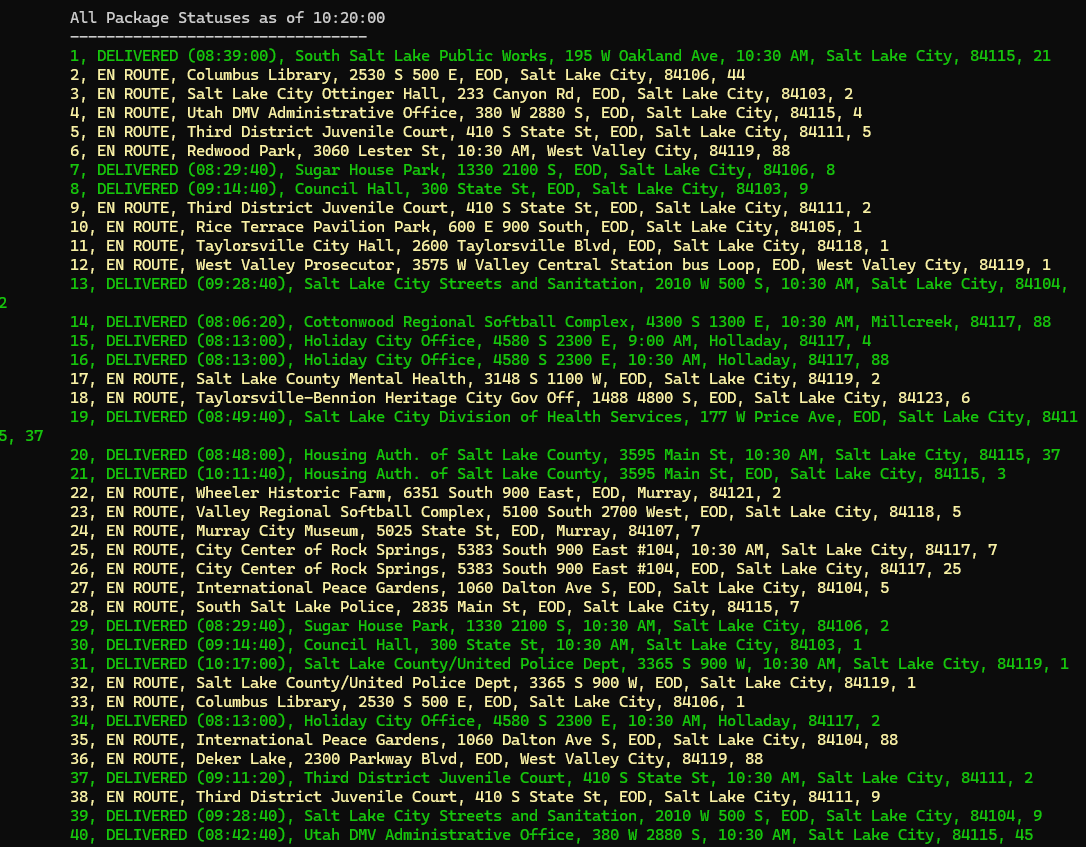 All Package Statuses as of 10:20:00
---------------------------------
1, DELIVERED (08:39:00), South Salt Lake Public Works, 195 W Oakland Ave, 10:30 AM, Salt Lake City, 84115, 21
2, EN ROUTE, Columbus Library, 2530 S 500 E, EOD, Salt Lake City, 84106, 44
3, EN ROUTE, Salt Lake City Ottinger Hall, 233 Canyon Rd, EOD, Salt Lake City, 84103, 2
4, EN ROUTE, Utah DMV Administrative Office, 380 W 2880 S, EOD, Salt Lake City, 84115, 4
5, EN ROUTE, Third District Juvenile Court, 410 S State St, EOD, Salt Lake City, 84111, 5
6, EN ROUTE, Redwood Park, 3060 Lester St, 10:30 AM, West Valley City, 84119, 88
7, DELIVERED (08:29:40), Sugar House Park, 1330 2100 S, EOD, Salt Lake City, 84106, 8
8, DELIVERED (09:14:40), Council Hall, 300 State St, EOD, Salt Lake City, 84103, 9
9, EN ROUTE, Third District Juvenile Court, 410 S State St, EOD, Salt Lake City, 84111, 2
10, EN ROUTE, Rice Terrace Pavilion Park, 600 E 900 South, EOD, Salt Lake City, 84105, 1
11, EN ROUTE, Taylorsville City Hall, 2600 Taylorsville Blvd, EOD, Salt Lake City, 84118, 1
12, EN ROUTE, West Valley Prosecutor, 3575 W Valley Central Station bus Loop, EOD, West Valley City, 84119, 1
13, DELIVERED (09:28:40), Salt Lake City Streets and Sanitation, 2010 W 500 S, 10:30 AM, Salt Lake City, 84104,
2
14, DELIVERED (08:06:20), Cottonwood Regional Softball Complex, 4300 S 1300 E, 10:30 AM, Millcreek, 84117, 88
15, DELIVERED (08:13:00), Holiday City Office, 4580 S 2300 E, 9:00 AM, Holladay, 84117, 4
16, DELIVERED (08:13:00), Holiday City Office, 4580 S 2300 E, 10:30 AM, Holladay, 84117, 88
17, EN ROUTE, Salt Lake County Mental Health, 3148 S 1100 W, EOD, Salt Lake City, 84119, 2
18, EN ROUTE, Taylorsville-Bennion Heritage City Gov Off, 1488 4800 S, EOD, Salt Lake City, 84123, 6
19, DELIVERED (08:49:40), Salt Lake City Division of Health Services, 177 W Price Ave, EOD, Salt Lake City, 8411
5, 37
20, DELIVERED (08:48:00), Housing Auth. of Salt Lake County, 3595 Main St, 10:30 AM, Salt Lake City, 84115, 37
21, DELIVERED (10:11:40), Housing Auth. of Salt Lake County, 3595 Main St, EOD, Salt Lake City, 84115, 3
22, EN ROUTE, Wheeler Historic Farm, 6351 South 900 East, EOD, Murray, 84121, 2
23, EN ROUTE, Valley Regional Softball Complex, 5100 South 2700 West, EOD, Salt Lake City, 84118, 5
24, EN ROUTE, Murray City Museum, 5025 State St, EOD, Murray, 84107, 7
25, EN ROUTE, City Center of Rock Springs, 5383 South 900 East #104, 10:30 AM, Salt Lake City, 84117, 7
26, EN ROUTE, City Center of Rock Springs, 5383 South 900 East #104, EOD, Salt Lake City, 84117, 25
27, EN ROUTE, International Peace Gardens, 1060 Dalton Ave S, EOD, Salt Lake City, 84104, 5
28, EN ROUTE, South Salt Lake Police, 2835 Main St, EOD, Salt Lake City, 84115, 7
29, DELIVERED (08:29:40), Sugar House Park, 1330 2100 S, 10:30 AM, Salt Lake City, 84106, 2
30, DELIVERED (09:14:40), Council Hall, 300 State St, 10:30 AM, Salt Lake City, 84103, 1
31, DELIVERED (10:17:00), Salt Lake County/United Police Dept, 3365 S 900 W, 10:30 AM, Salt Lake City, 84119, 1
32, EN ROUTE, Salt Lake County/United Police Dept, 3365 S 900 W, EOD, Salt Lake City, 84119, 1
33, EN ROUTE, Columbus Library, 2530 S 500 E, EOD, Salt Lake City, 84106, 1
34, DELIVERED (08:13:00), Holiday City Office, 4580 S 2300 E, 10:30 AM, Holladay, 84117, 2
35, EN ROUTE, International Peace Gardens, 1060 Dalton Ave S, EOD, Salt Lake City, 84104, 88
36, EN ROUTE, Deker Lake, 2300 Parkway Blvd, EOD, West Valley City, 84119, 88
37, DELIVERED (09:11:20), Third District Juvenile Court, 410 S State St, 10:30 AM, Salt Lake City, 84111, 2
38, EN ROUTE, Third District Juvenile Court, 410 S State St, EOD, Salt Lake City, 84111, 9
39, DELIVERED (09:28:40), Salt Lake City Streets and Sanitation, 2010 W 500 S, EOD, Salt Lake City, 84104, 9
40, DELIVERED (08:42:40), Utah DMV Administrative Office, 380 W 2880 S, 10:30 AM, Salt Lake City, 84115, 45